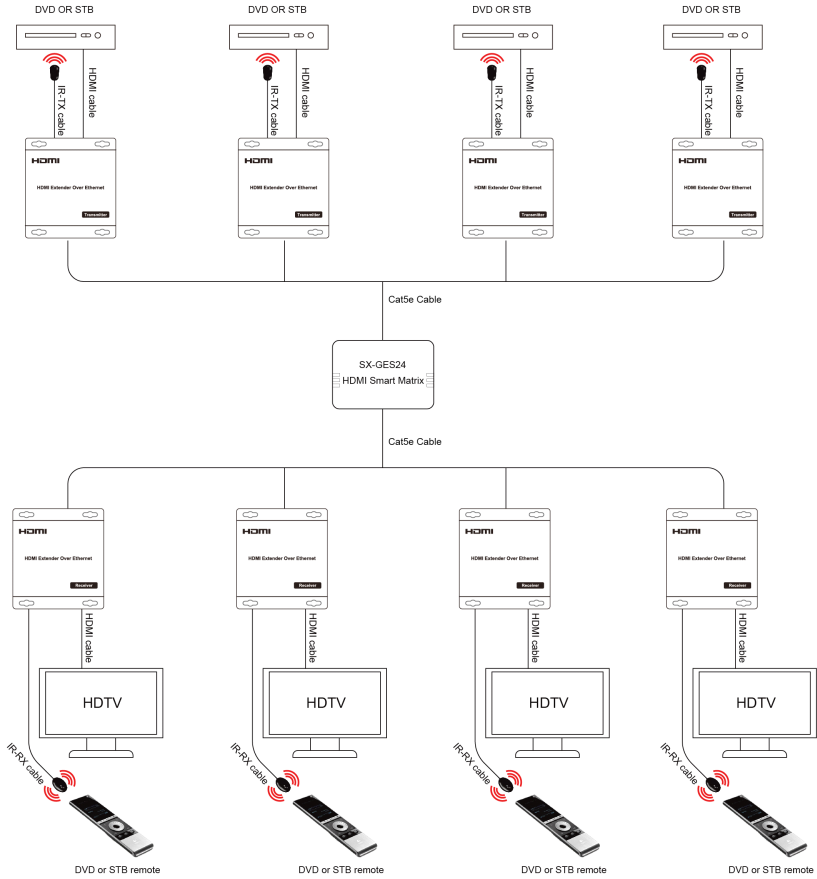 DVD OR STB
DVD OR STB
DVD OR STB
DVD OR STB
IR-TX cable
HDMI cable
IR-TX cable
HDMI cable
IR-TX cable
HDMI cable
IR-TX cable
HDMI cable
HDMI
HDMI
HDMI
HDMI
HDMI Extender Over Ethernet
HDMI Extender Over Ethernet
HDMI Extender Over Ethernet
HDMI Extender Over Ethernet
Transmitter
Transmitter
Transmitter
Transmitter
Cat5e Cable
SX-GES24
HDMI Smart Matrix
Cat5e Cable
HDMI
HDMI
HDMI
HDMI
HDMI Extender Over Ethernet
HDMI Extender Over Ethernet
HDMI Extender Over Ethernet
HDMI Extender Over Ethernet
Receiver
Receiver
Receiver
Receiver
HDMI cable
HDMI cable
HDMI cable
HDMI cable
HDTV
HDTV
HDTV
HDTV
IR-RX cable
IR-RX cable
IR-RX cable
IR-RX cable
DVD or STB remote
DVD or STB remote
DVD or STB remote
DVD or STB remote